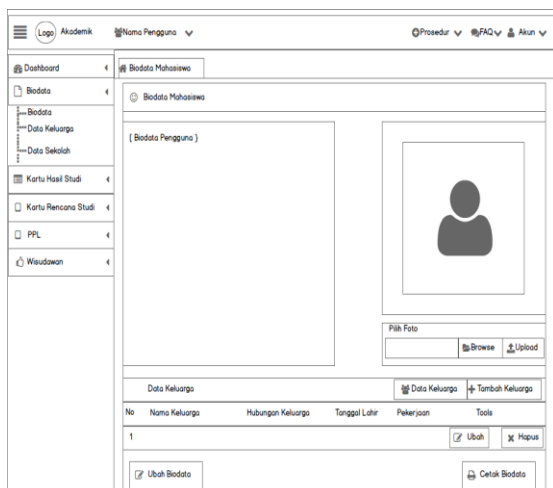 Logo Akademik Nama Pengguna Prosedur FAQ Akun
Dashboard
Biodata
Biodata
Data Keluarga
Data Sekolah
Kartu Hasil Studi
Kartu Rencana Studi
PPL
Wisudawan
Biodata Mahasiswa
Biodata Mahasiswa
{ Biodata Pengguna }
Pilih Foto
Browse Upload
Data Keluarga Data Keluarga Tambah Keluarga
No Nama Keluarga Hubungan Keluarga Tanggal Lahir Pekerjaan Tools
1 Ubah Hapus
Ubah Biodata Cetak Biodata